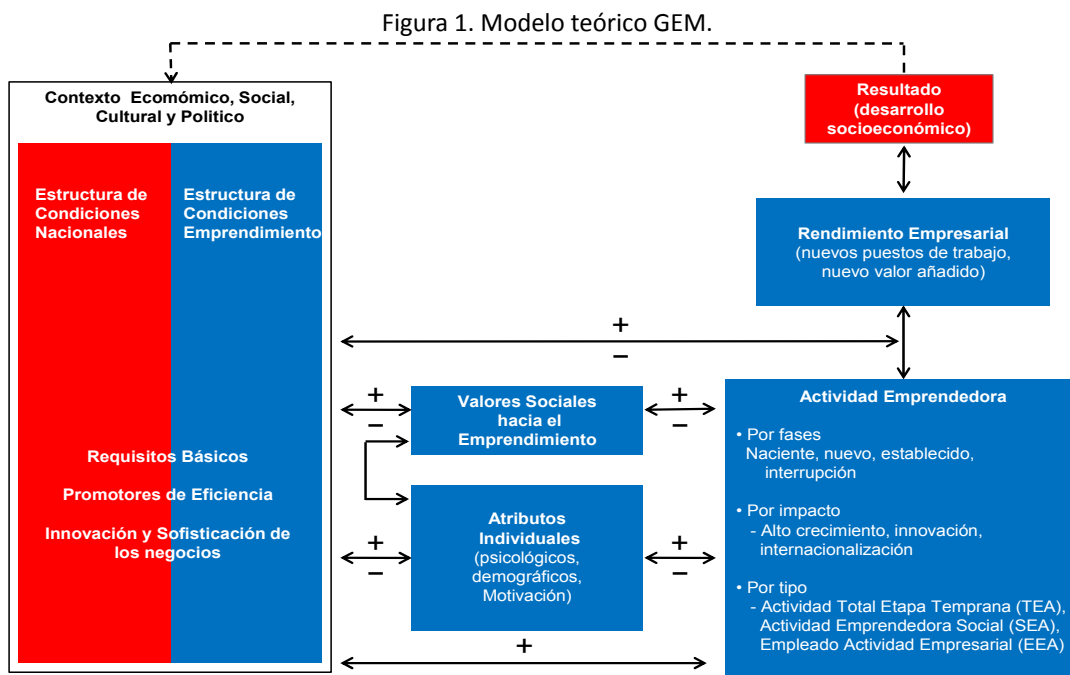 Figura 1. Modelo teórico GEM.
Contexto Ecomómico, Social,
Cultural y Politico
Estructura de
Condiciones
Nacionales
Estructura de
Condiciones
Emprendimiento
Requisitos Básicos
Promotores de Eficiencia
Innovación y Sofisticación de
los negocios
Resultado
(desarrollo
socioeconómico)
Rendimiento Empresarial
(nuevos puestos de trabajo,
nuevo valor añadido)
+
−
+
−
Valores Sociales
hacia el
Emprendimiento
+
−
+
−
Atributos
Individuales
(psicológicos,
demográficos,
Motivación)
+
−
+
Actividad Emprendedora
• Por fases
Naciente, nuevo, establecido,
interrupción
• Por impacto
- Alto crecimiento, innovación,
internacionalización
• Por tipo
- Actividad Total Etapa Temprana (TEA),
Actividad Emprendedora Social (SEA),
Empleado Actividad Empresarial (EEA)